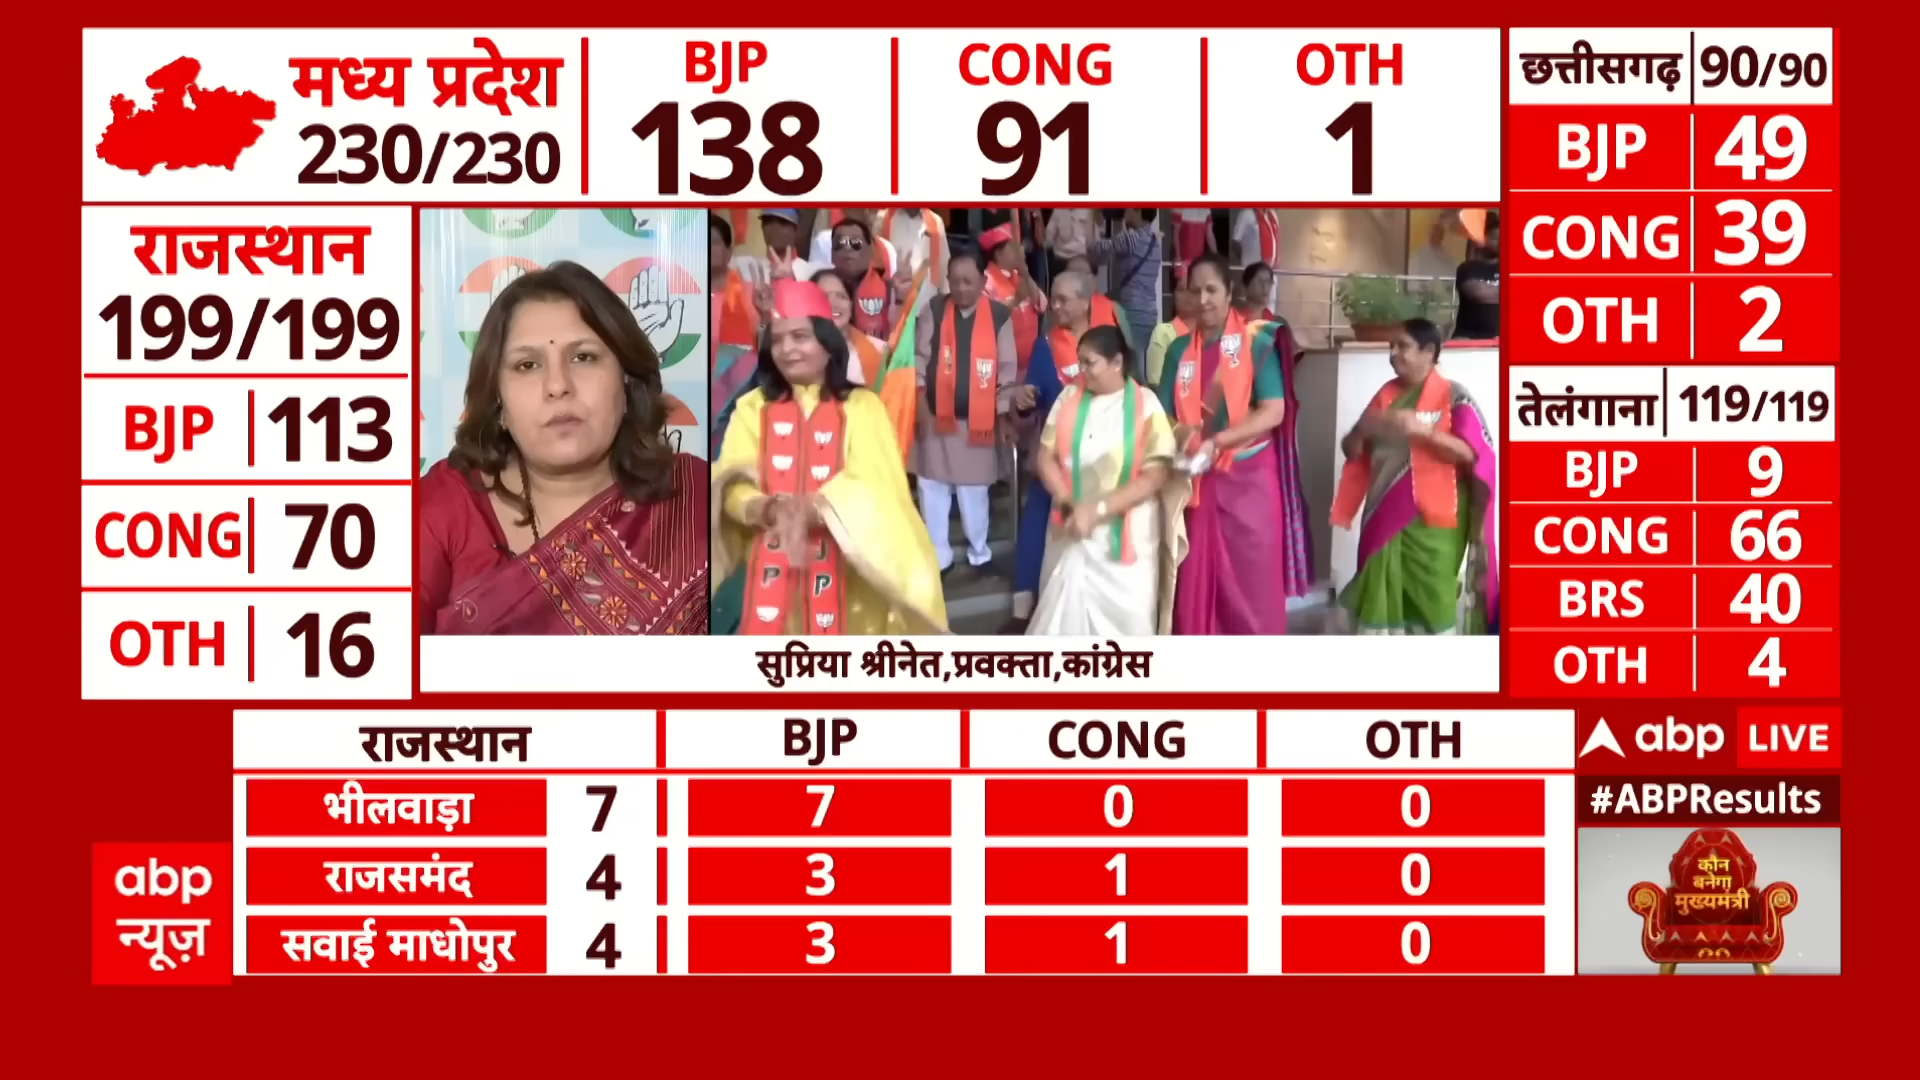 मध्य प्रदेश
230/230
BJP
138
CONG
91
OTH
1
छत्तीसगढ़ 90/90
BJP 49
CONG 39
OTH 2
राजस्थान
199/199
BJP 113
CONG 70
OTH 16
तेलंगाना 119/119
BJP 9
CONG 66
BRS 40
OTH 4
BJP
सुप्रिया श्रीनेत,प्रवक्ता,कांग्रेस
राजस्थान BJP CONG OTH
भीलवाड़ा 7 7 0 0
राजसमंद 4 3 1 0
सवाई माधोपुर 4 3 1 0
abp LIVE
#ABPResults
कौन
बनेगा
मुख्यमंत्री
abp
न्यूज़